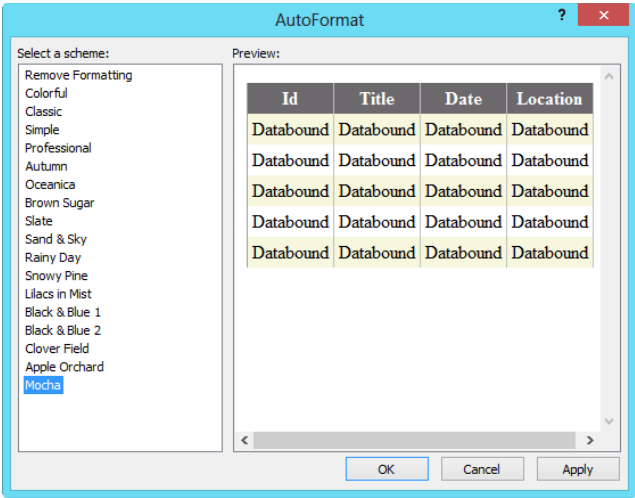 AutoFormat
?
Select a scheme:
Remove Formatting
Colorful
Classic
Simple
Professional
Autumn
Oceanica
Brown Sugar
Slate
Sand & Sky
Rainy Day
Snowy Pine
Lilacs in Mist
Black & Blue 1
Black & Blue 2
Clover Field
Apple Orchard
Mocha
Preview:
Id Title Date Location
Databound Databound Databound Databound
Databound Databound Databound Databound
Databound Databound Databound Databound
Databound Databound Databound Databound
Databound Databound Databound Databound
OK Cancel Apply